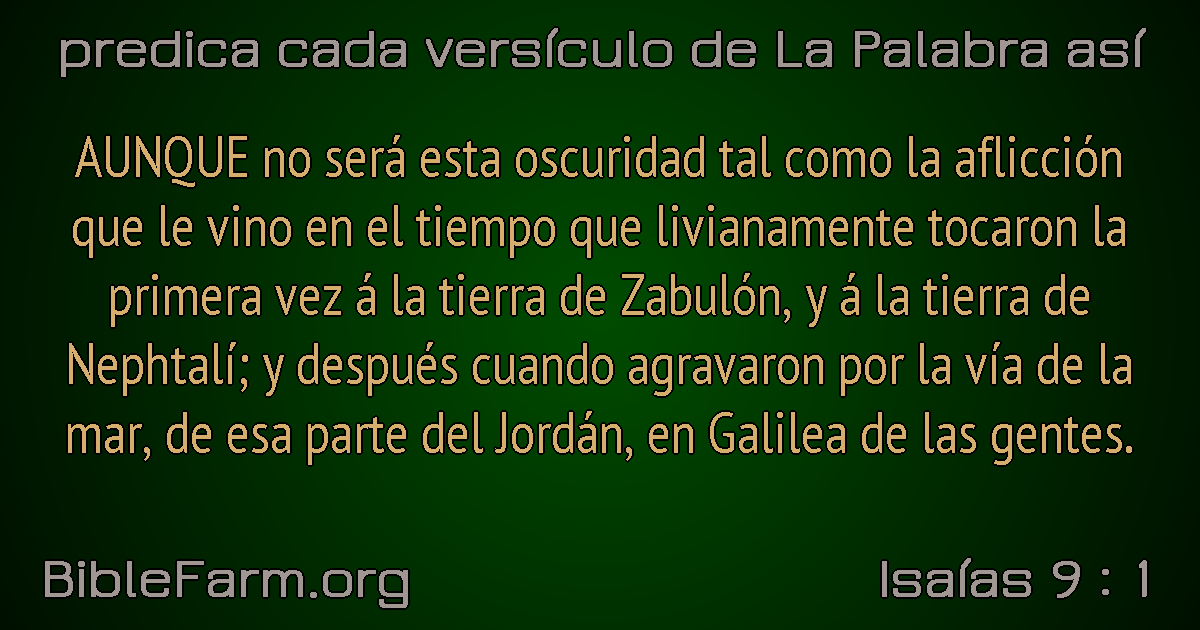 predica cada versículo de La Palabra así
AUNQUE no será esta oscuridad tal como la aflicción
que le vino en el tiempo que livianamente tocaron la
primera vez á la tierra de Zabulón, y á la tierra de
Nephtalí; y después cuando agravaron por la vía de la
mar, de esa parte del Jordán, en Galilea de las gentes.
BibleFarm.org
Isaías 9 : 1